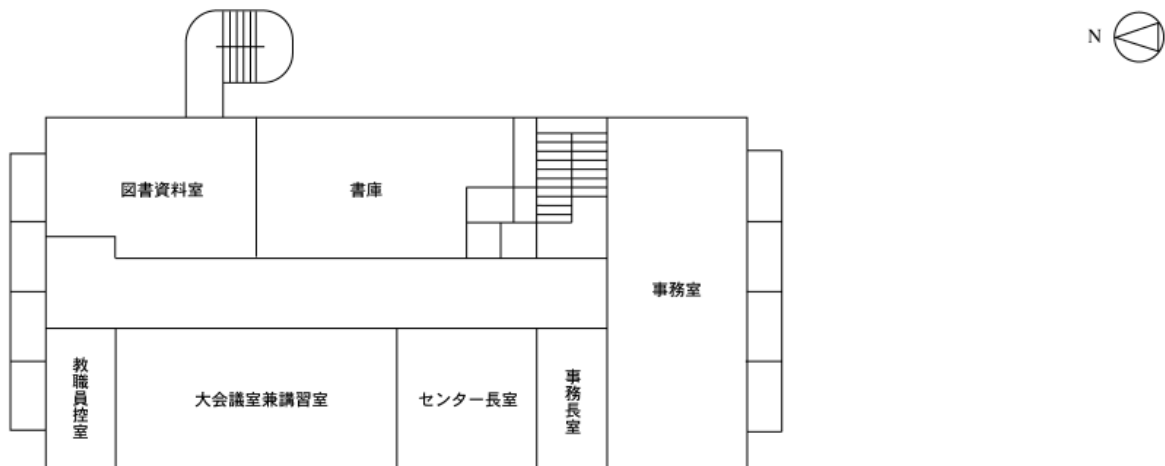 N
図書資料室
書庫
事務室
教職員控室
大会議室兼講習室
センター長室
事務長室